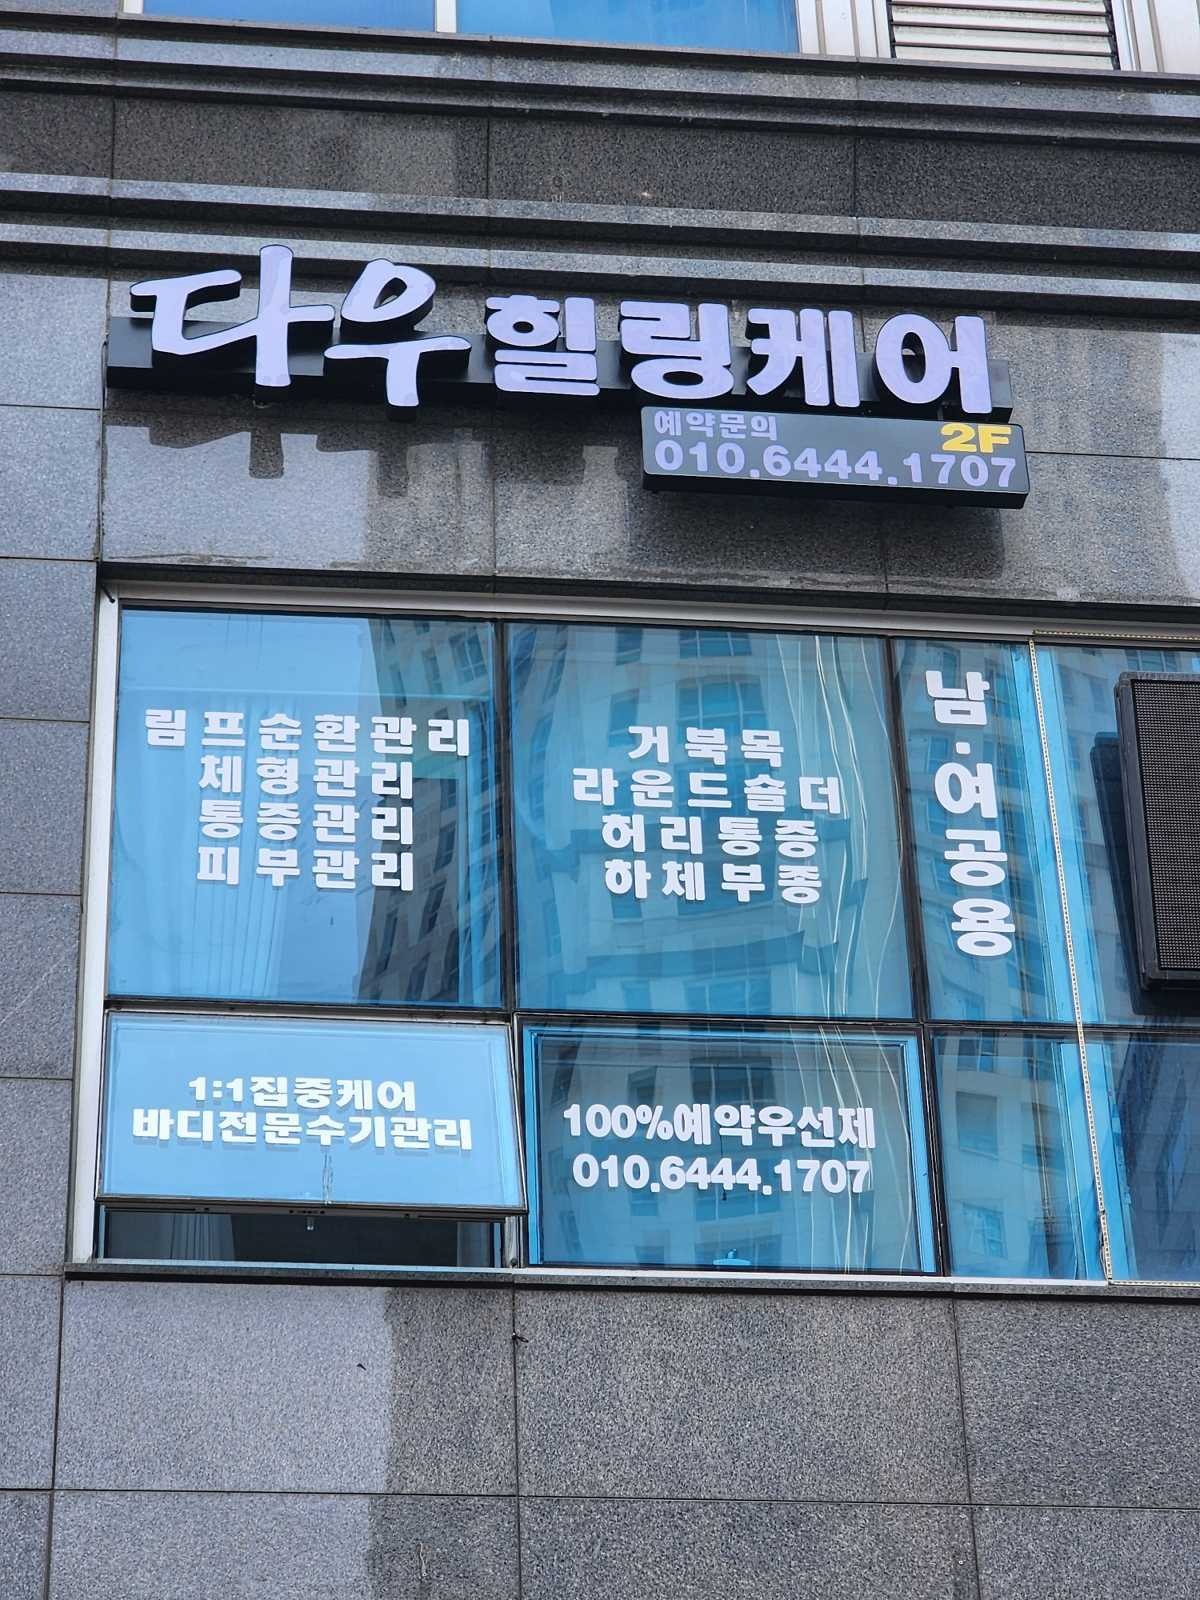 다우힐링케어
예약문의 2F
010.6444.1707
림프순환관리
체형관리
통증관리
피부관리
거북목
라운드숄더
허리통증
하체부종
남·여공용
1:1집중케어
바디전문수기관리
100%예약우선제
010.6444.1707